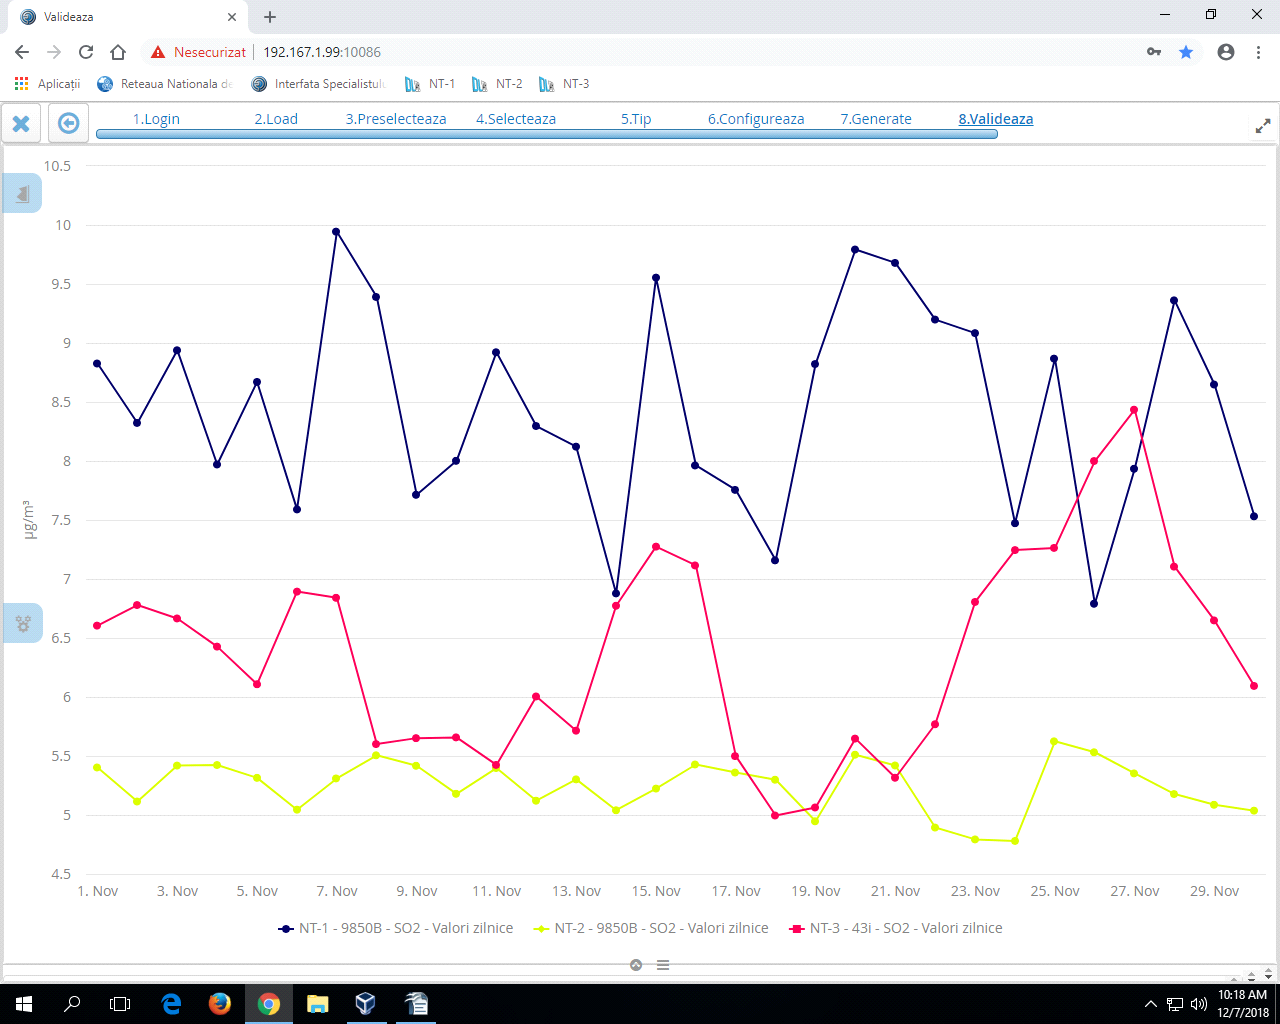 Valideaza
Nesecurizat 192.167.1.99:10086
Aplicații Reteaua Nationala de Interfata Specialistulu NT-1 NT-2 NT-3
1.Login 2.Load 3.Preselecteaza 4.Selecteaza 5.Tip 6.Configureaza 7.Generate 8.Valideaza
10.5
10
9.5
9
8.5
8
7.5
7
6.5
6
5.5
5
4.5
µg/m³
1. Nov 3. Nov 5. Nov 7. Nov 9. Nov 11. Nov 13. Nov 15. Nov 17. Nov 19. Nov 21. Nov 23. Nov 25. Nov 27. Nov 29. Nov
NT-1 - 9850B - SO2 - Valori zilnice NT-2 - 9850B - SO2 - Valori zilnice NT-3 - 43i - SO2 - Valori zilnice
10:18 AM
12/7/2018